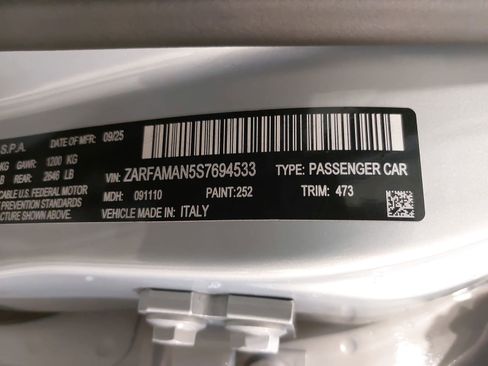 S.P.A. DATE OF MFR: 09/25
KG GAWR: 1200 KG
LB REAR: 2646 LB
CABLE U.S. FEDERAL MOTOR
PREVENTION STANDARDS
ACTURE SHOWN ABOVE.
ZARFAMAN5S7694533 TYPE: PASSENGER CAR
MDH: 091110 PAINT:252 TRIM: 473
VEHICLE MADE IN: ITALY